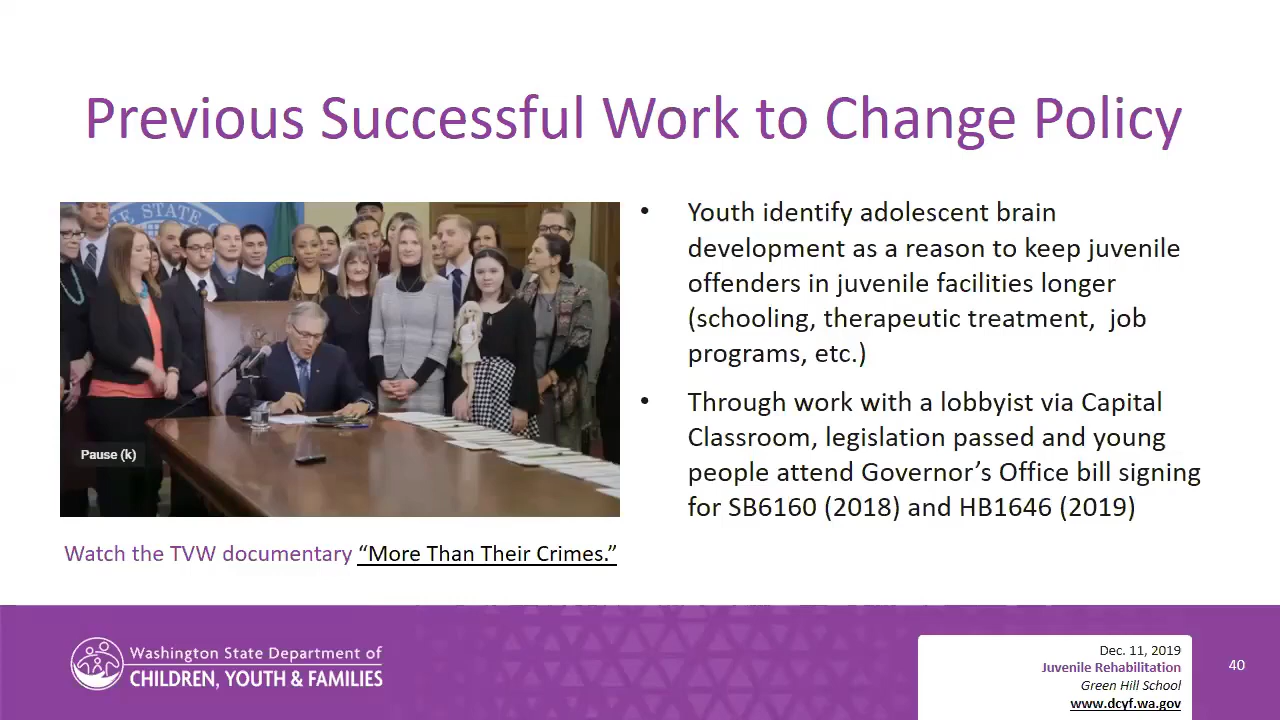 Previous Successful Work to Change Policy
THE STATE
Pause (k)
Watch the TVW documentary “More Than Their Crimes.”
• Youth identify adolescent brain
development as a reason to keep juvenile
offenders in juvenile facilities longer
(schooling, therapeutic treatment, job
programs, etc.)
• Through work with a lobbyist via Capital
Classroom, legislation passed and young
people attend Governor’s Office bill signing
for SB6160 (2018) and HB1646 (2019)
Washington State Department of
CHILDREN, YOUTH & FAMILIES
Dec. 11, 2019
Juvenile Rehabilitation
Green Hill School
www.dcyf.wa.gov
40